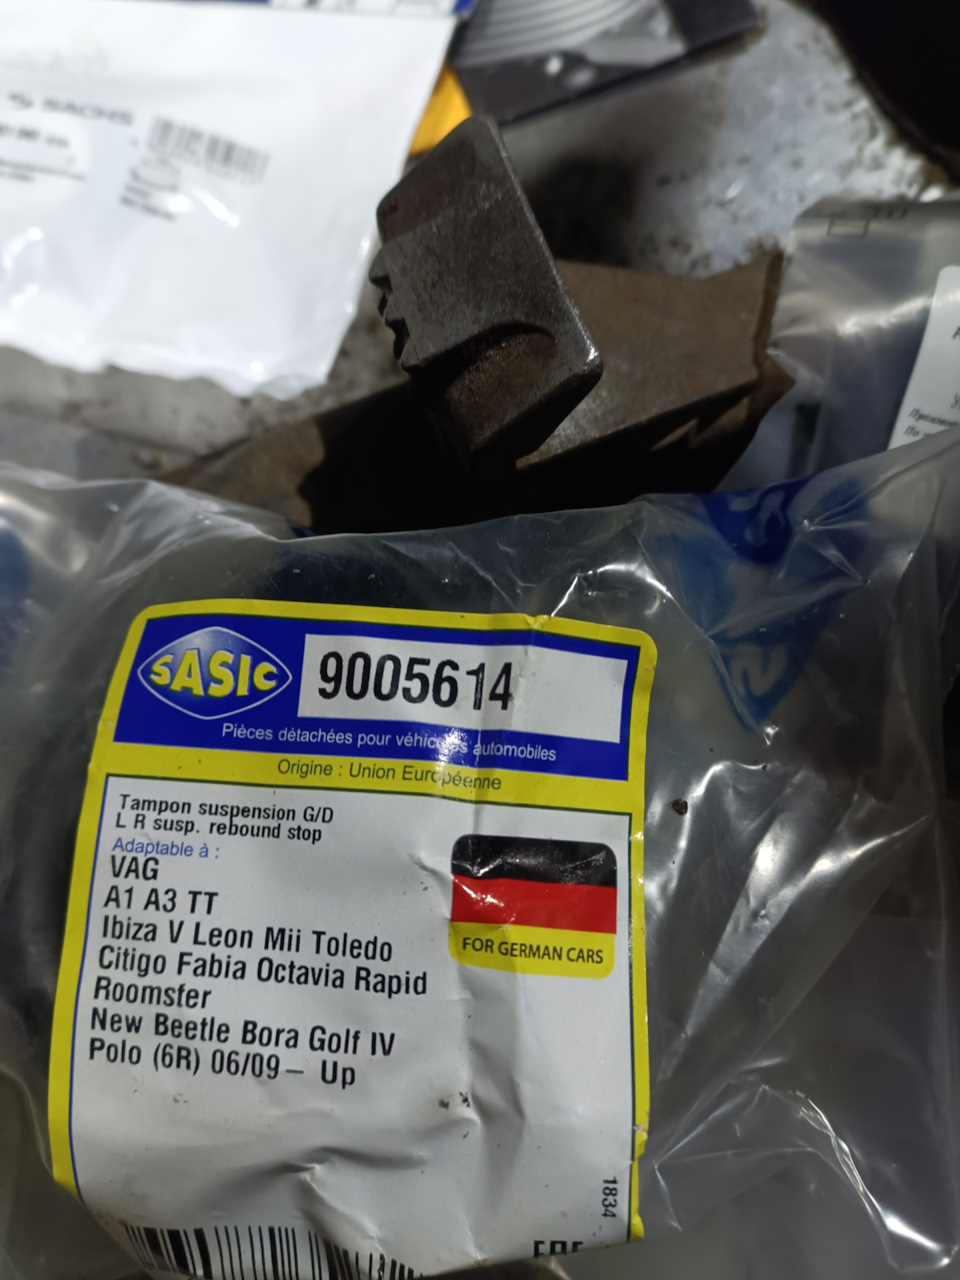 SACHS
SASIC
9005614
Pièces détachées pour véhicules automobiles
Origine : Union Européenne
Tampon suspension G/D
L R susp. rebound stop
Adaptable à :
VAG
A1 A3 TT
Ibiza V Leon Mii Toledo
Citigo Fabia Octavia Rapid
Roomster
New Beetle Bora Golf IV
Polo (6R) 06/09 – Up
FOR GERMAN CARS
1834